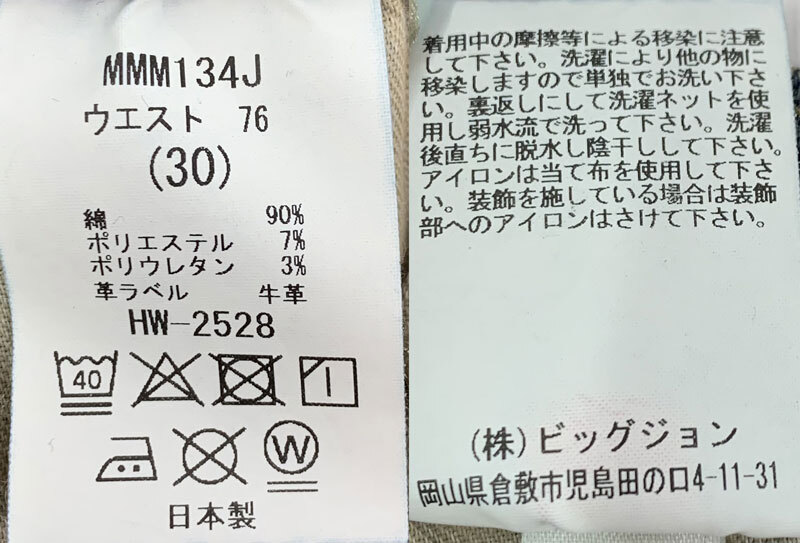 MMM134J
ウエスト 76
(30)
綿 90%
ポリエステル 7%
ポリウレタン 3%
革ラベル 牛革
HW-2528
40
W
日本製
着用中の摩擦等による移染に注意
して下さい。洗濯により他の物に
移染しますので単独でお洗い下さ
い。裏返しにして洗濯ネットを使
用し弱水流で洗って下さい。洗濯
後直ちに脱水し陰干しして下さい。
アイロンは当て布を使用して下さ
い。装飾を施している場合は装飾
部へのアイロンはさけて下さい。
(株)ビッグジョン
岡山県倉敷市児島田の口4-11-31